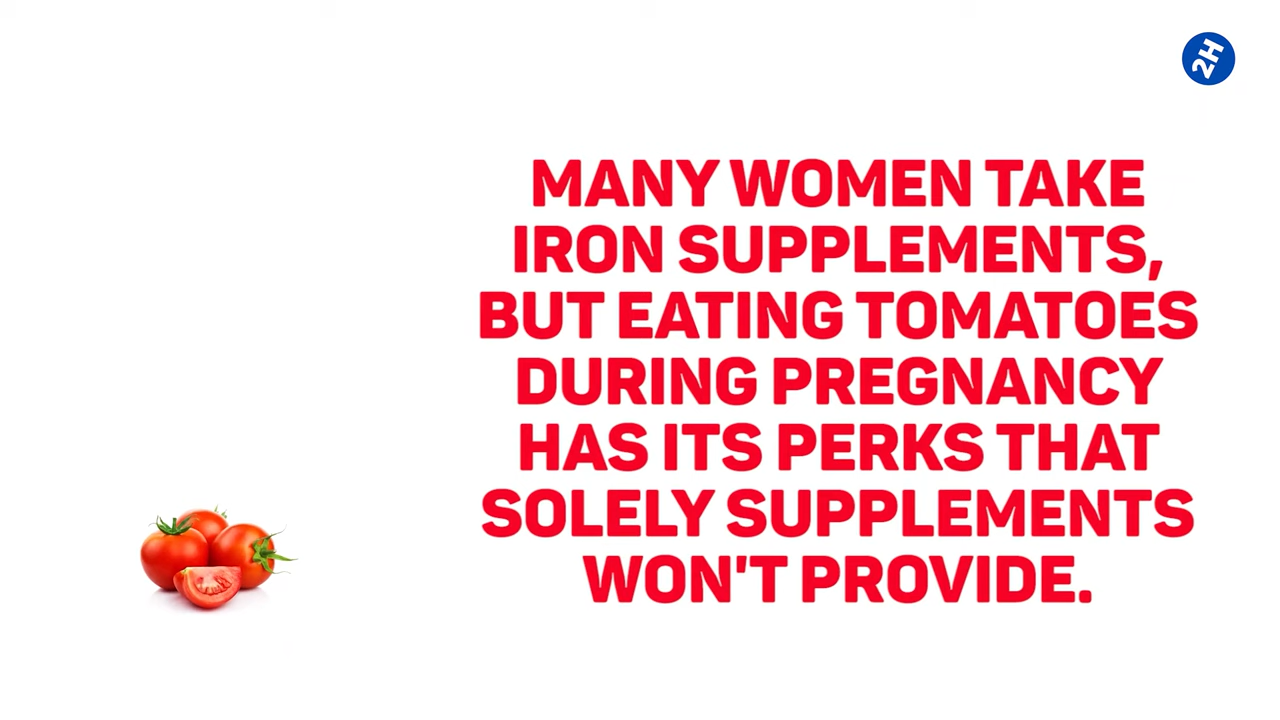 2H
MANY WOMEN TAKE
IRON SUPPLEMENTS,
BUT EATING TOMATOES
DURING PREGNANCY
HAS ITS PERKS THAT
SOLELY SUPPLEMENTS
WON'T PROVIDE.